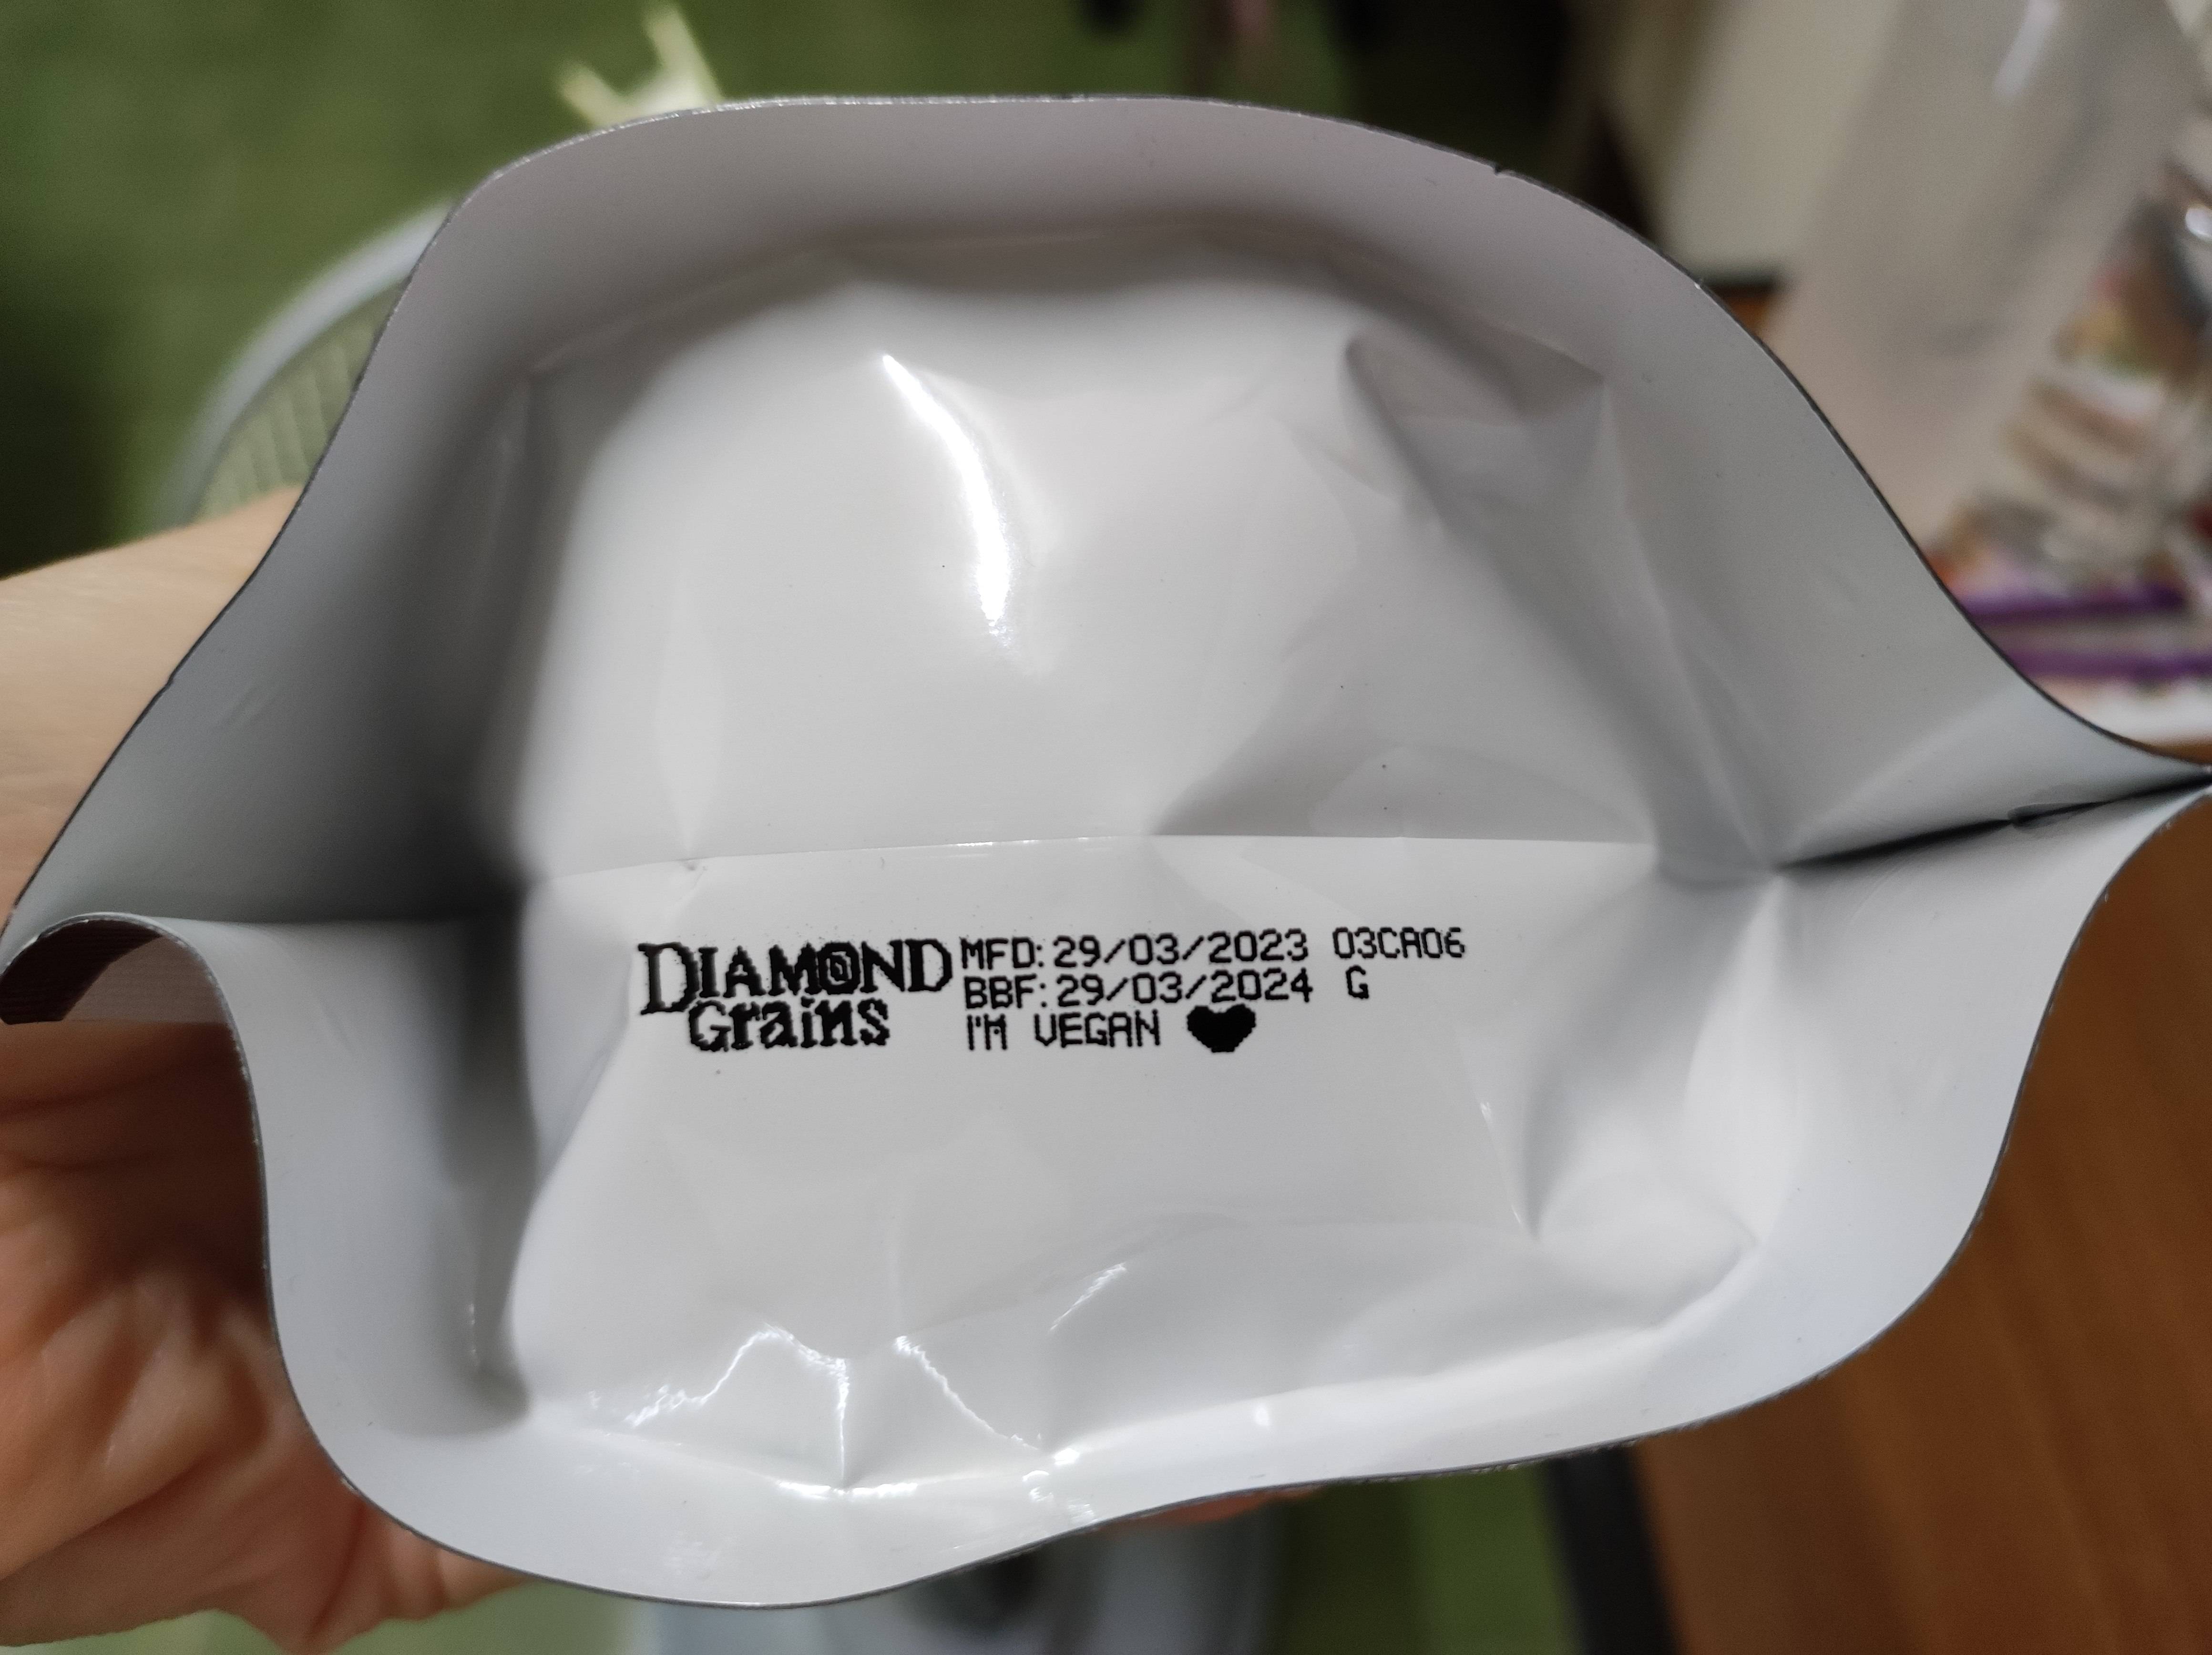 DIAMOND
Grains
MFD: 29/03/2023 03CA06
BBF: 29/03/2024 G
I'M VEGAN ♥